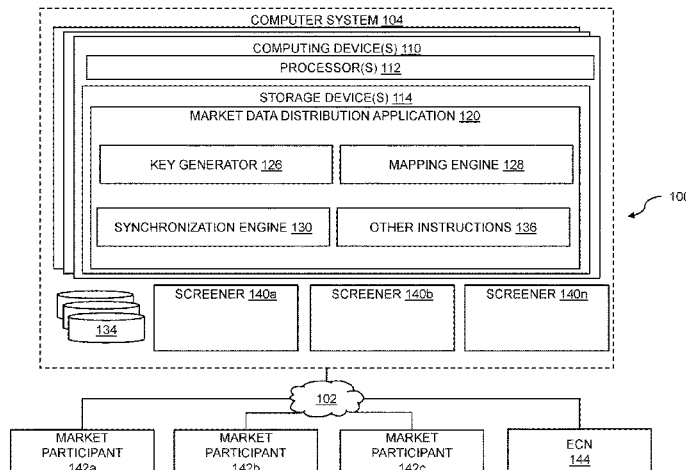 COMPUTER SYSTEM 104
COMPUTING DEVICE(S) 110
PROCESSOR(S) 112
STORAGE DEVICE(S) 114
MARKET DATA DISTRIBUTION APPLICATION 120
KEY GENERATOR 126
MAPPING ENGINE 128
SYNCHRONIZATION ENGINE 130
OTHER INSTRUCTIONS 136
100
134
SCREENER 140a
SCREENER 140b
SCREENER 140n
102
MARKET
PARTICIPANT
142a
MARKET
PARTICIPANT
142b
MARKET
PARTICIPANT
142c
ECN
144